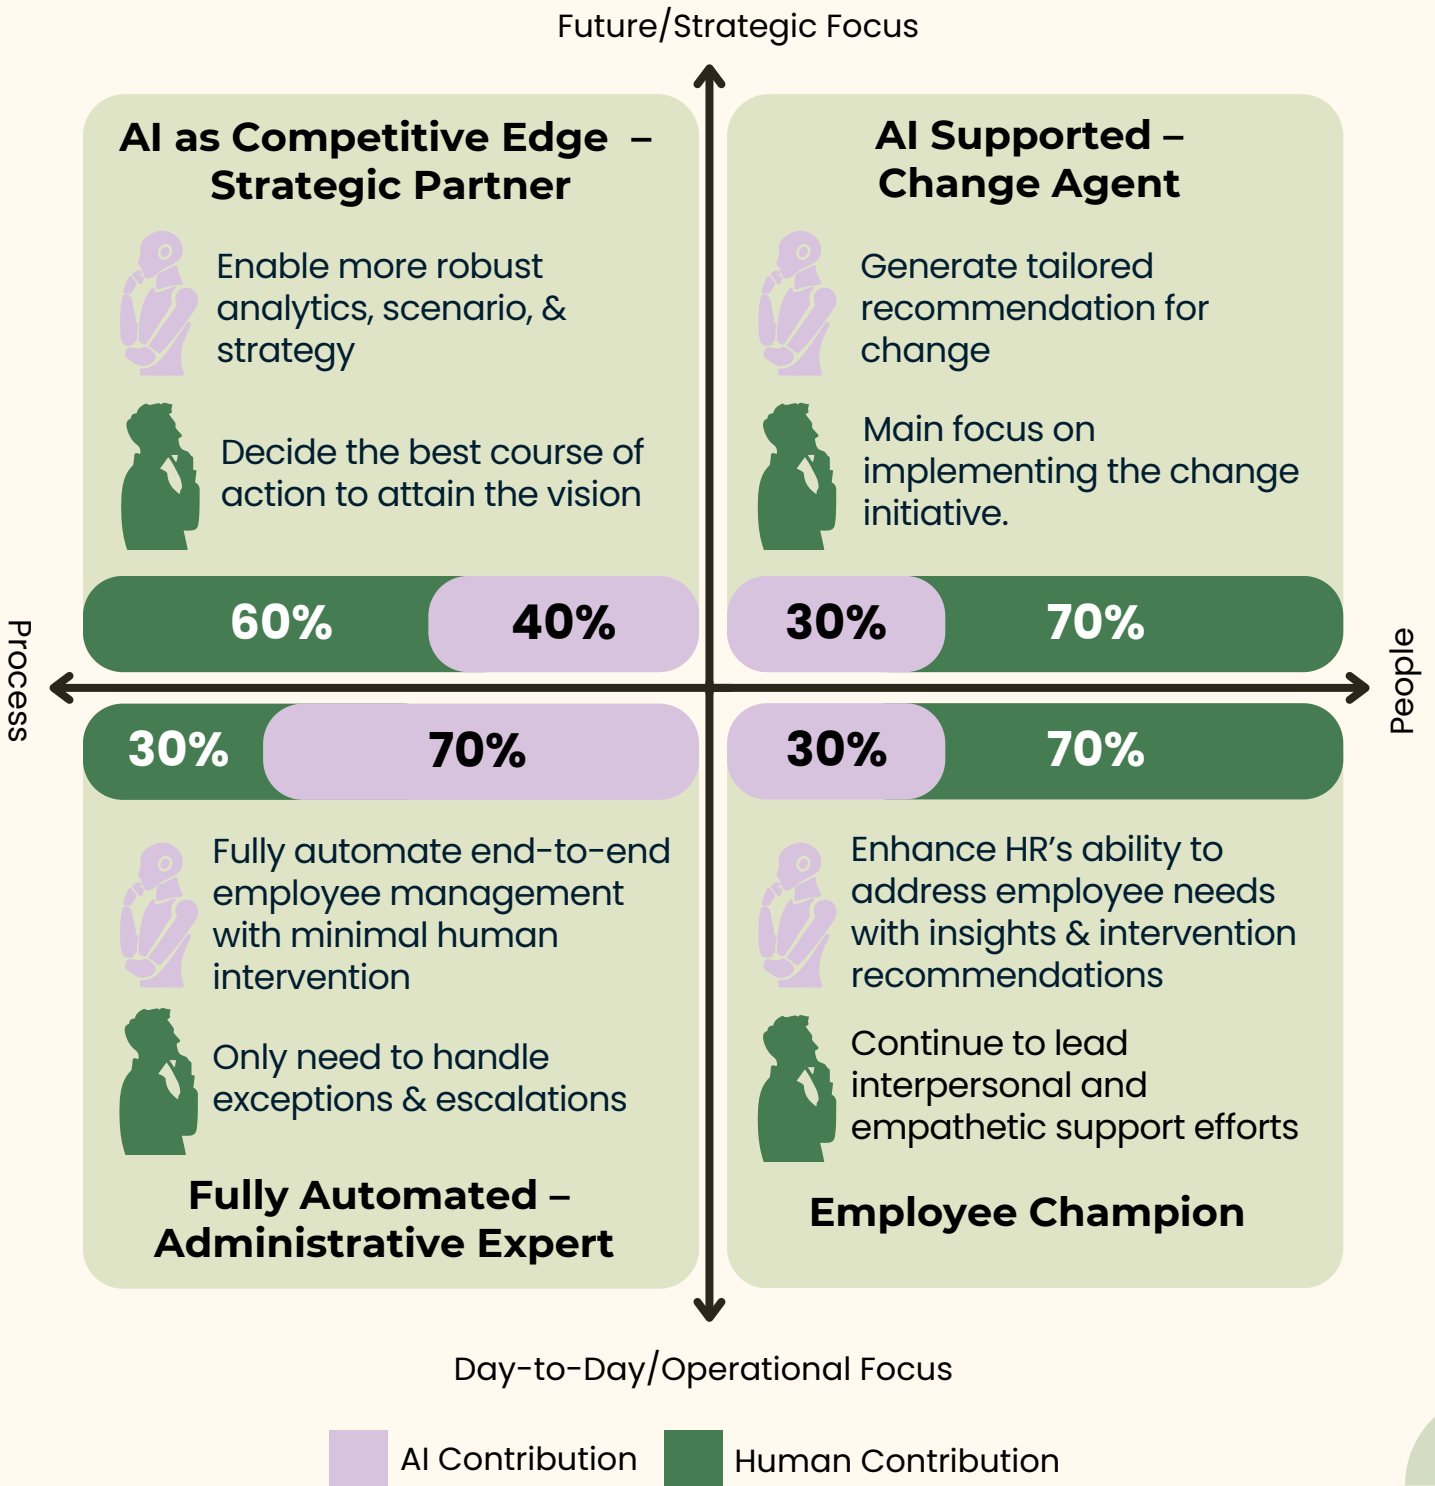 Future/Strategic Focus
AI as Competitive Edge –
Strategic Partner
Enable more robust
analytics, scenario, &
strategy
Decide the best course of
action to attain the vision
60%
40%
AI Supported –
Change Agent
Generate tailored
recommendation for
change
Main focus on
implementing the change
initiative.
30%
70%
Process
People
30%
70%
Fully automate end-to-end
employee management
with minimal human
intervention
Only need to handle
exceptions & escalations
Fully Automated –
Administrative Expert
30%
70%
Enhance HR’s ability to
address employee needs
with insights & intervention
recommendations
Continue to lead
interpersonal and
empathetic support efforts
Employee Champion
Day-to-Day/Operational Focus
AI Contribution
Human Contribution